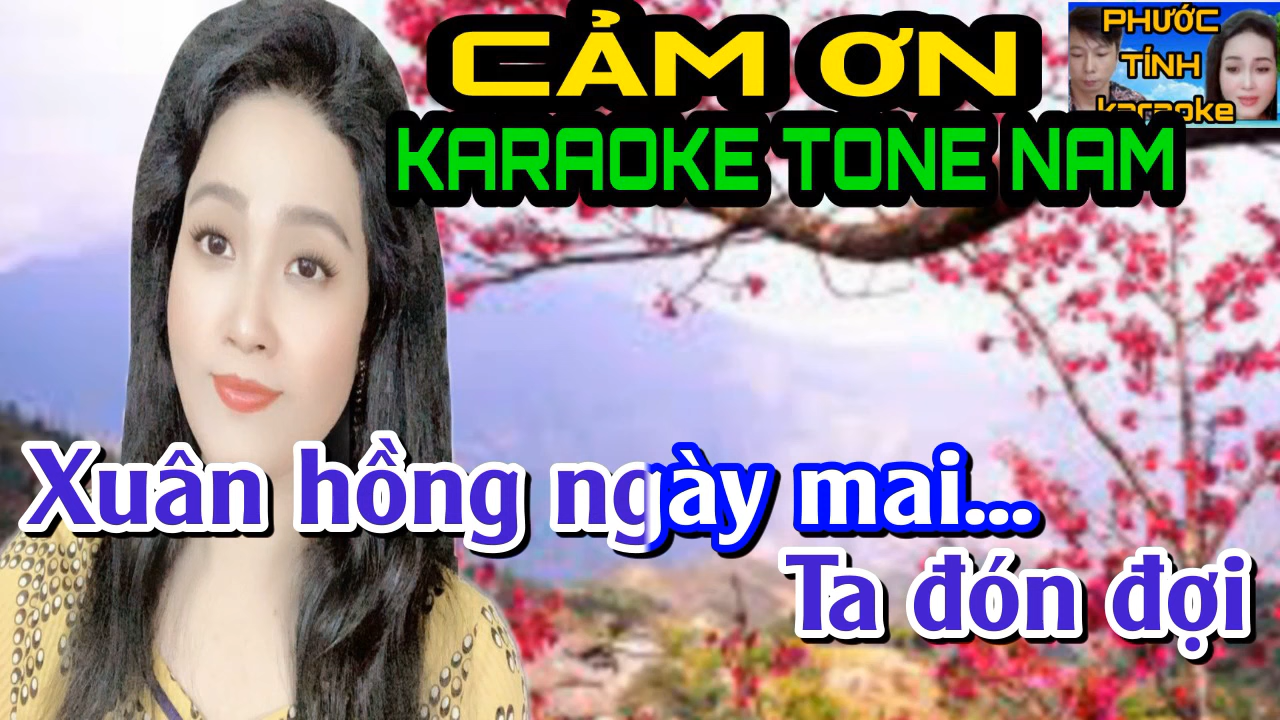 CẢM ƠN
PHƯỚC
TÍNH
karaoke
KARAOKE TONE NAM
Xuân hồng ngày mai...
Ta đón đợi